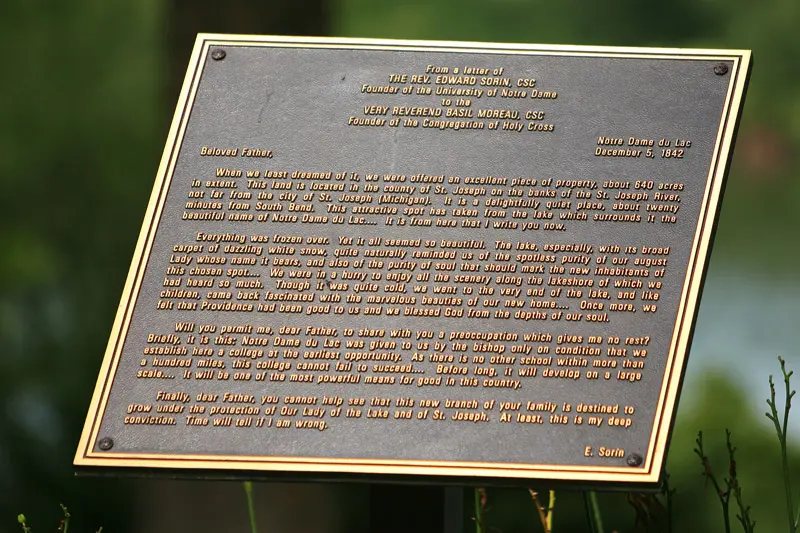 From a letter of
THE REV. EDWARD SORIN, CSC
Founder of the University of Notre Dame
to the
VERY REVEREND BASIL MOREAU, CSC
Founder of the Congregation of Holy Cross
Notre Dame du Lac
December 5, 1842
Beloved Father,
When we least dreamed of it, we were offered an excellent piece of property, about 640 acres
in extent. This land is located in the county of St. Joseph on the banks of the St. Joseph River,
not far from the city of St. Joseph (Michigan). It is a delightfully quiet place, about twenty
minutes from South Bend. This attractive spot has taken from the lake which surrounds it the
beautiful name of Notre Dame du Lac.... It is from here that I write you now.
Everything was frozen over. Yet it all seemed so beautiful. The lake, especially, with its broad
carpet of dazzling white snow, quite naturally reminded us of the spotless purity of our august
Lady whose name it bears, and also of the purity of soul that should mark the new inhabitants of
this chosen spot.... We were in a hurry to enjoy all the scenery along the lakeshore of which we
had heard so much. Though it was quite cold, we went to the very end of the lake, and like
children, came back fascinated with the marvelous beauties of our new home.... Once more, we
felt that Providence had been good to us and we blessed God from the depths of our soul.
Will you permit me, dear Father, to share with you a preoccupation which gives me no rest?
Briefly, it is this: Notre Dame du Lac was given to us by the bishop only on condition that we
establish here a college at the earliest opportunity. As there is no other school within more than
a hundred miles, this college cannot fail to succeed.... Before long, it will develop on a large
scale.... It will be one of the most powerful means for good in this country.
Finally, dear Father, you cannot help see that this new branch of your family is destined to
grow under the protection of Our Lady of the Lake and of St. Joseph. At least, this is my deep
conviction. Time will tell if I am wrong.
E. Sorin